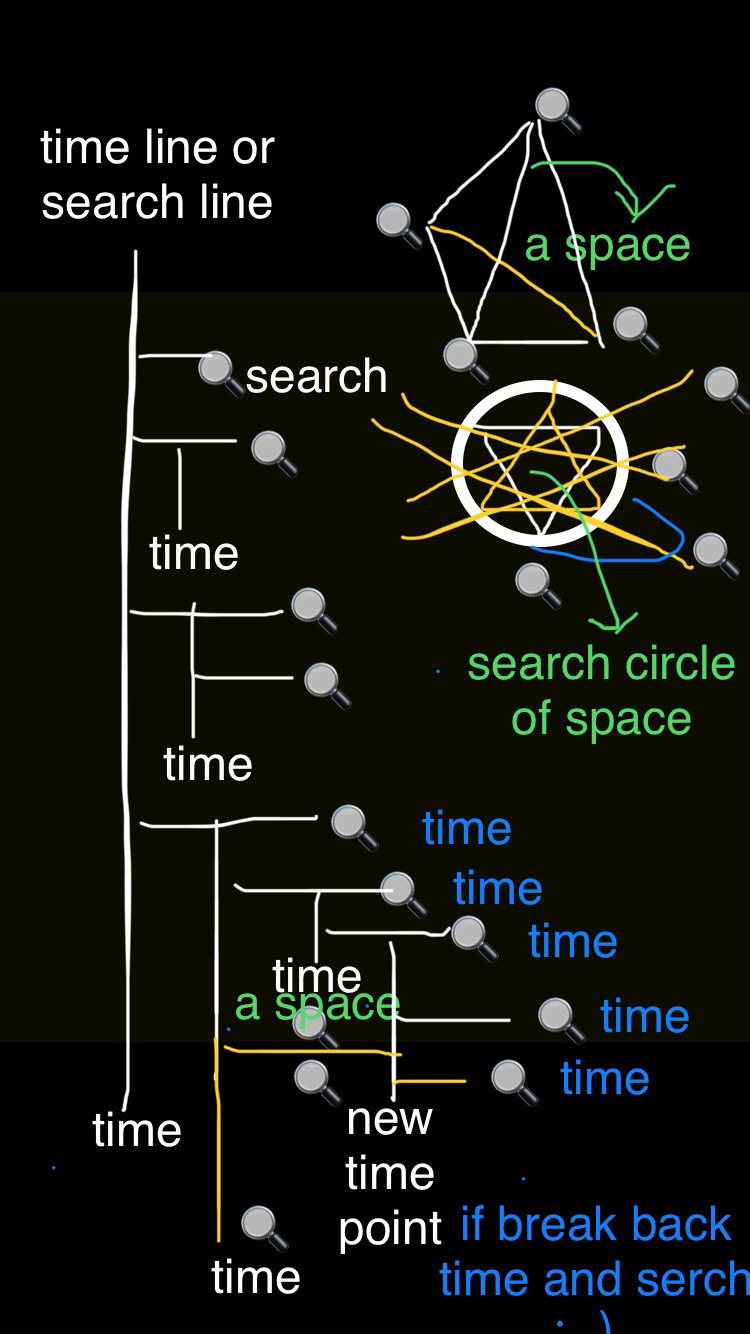 time line or
search line
a space
search
time
search circle
of space
time
time
time
time
time
a space
time
time
new
time
point
time
if break back
time and serch
time